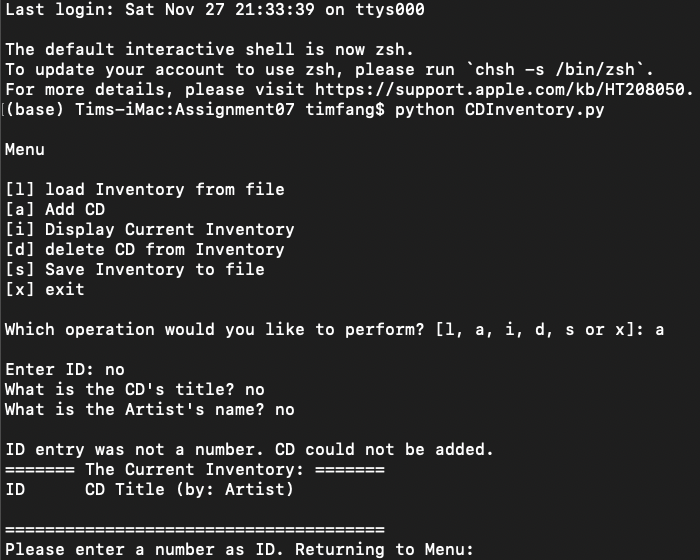 Last login: Sat Nov 27 21:33:39 on ttys000
The default interactive shell is now zsh.
To update your account to use zsh, please run `chsh -s /bin/zsh`.
For more details, please visit https://support.apple.com/kb/HT208050.
(base) Tims-iMac:Assignment07 timfang$ python CDInventory.py
Menu
[l] load Inventory from file
[a] Add CD
[i] Display Current Inventory
[d] delete CD from Inventory
[s] Save Inventory to file
[x] exit
Which operation would you like to perform? [l, a, i, d, s or x]: a
Enter ID: no
What is the CD's title? no
What is the Artist's name? no
ID entry was not a number. CD could not be added.
======= The Current Inventory: =======
ID      CD Title (by: Artist)
======================================
Please enter a number as ID. Returning to Menu: